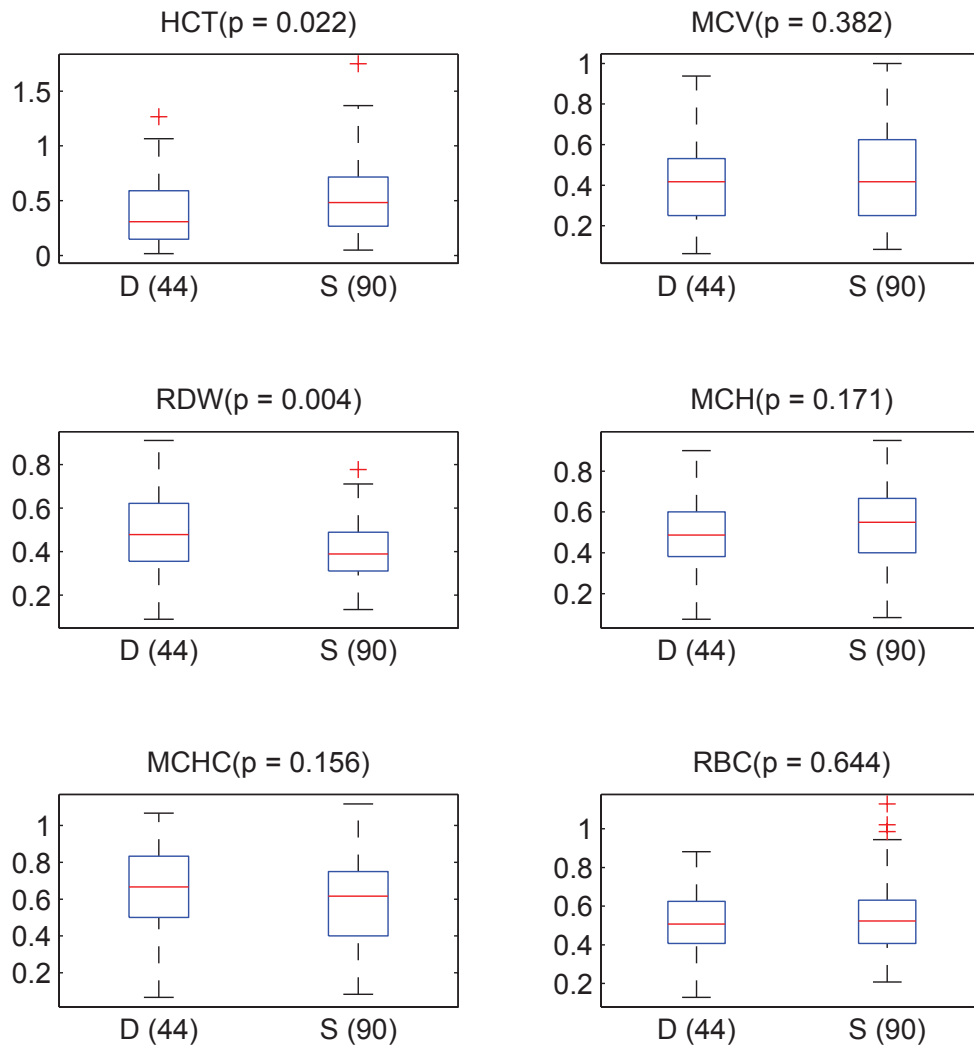 HCT(p = 0.022)
1.5
1
0.5
0
D (44) S (90)
MCV(p = 0.382)
1
0.8
0.6
0.4
0.2
D (44) S (90)
RDW(p = 0.004)
0.8
0.6
0.4
0.2
D (44) S (90)
MCH(p = 0.171)
0.8
0.6
0.4
0.2
D (44) S (90)
MCHC(p = 0.156)
1
0.8
0.6
0.4
0.2
D (44) S (90)
RBC(p = 0.644)
1
0.8
0.6
0.4
0.2
D (44) S (90)